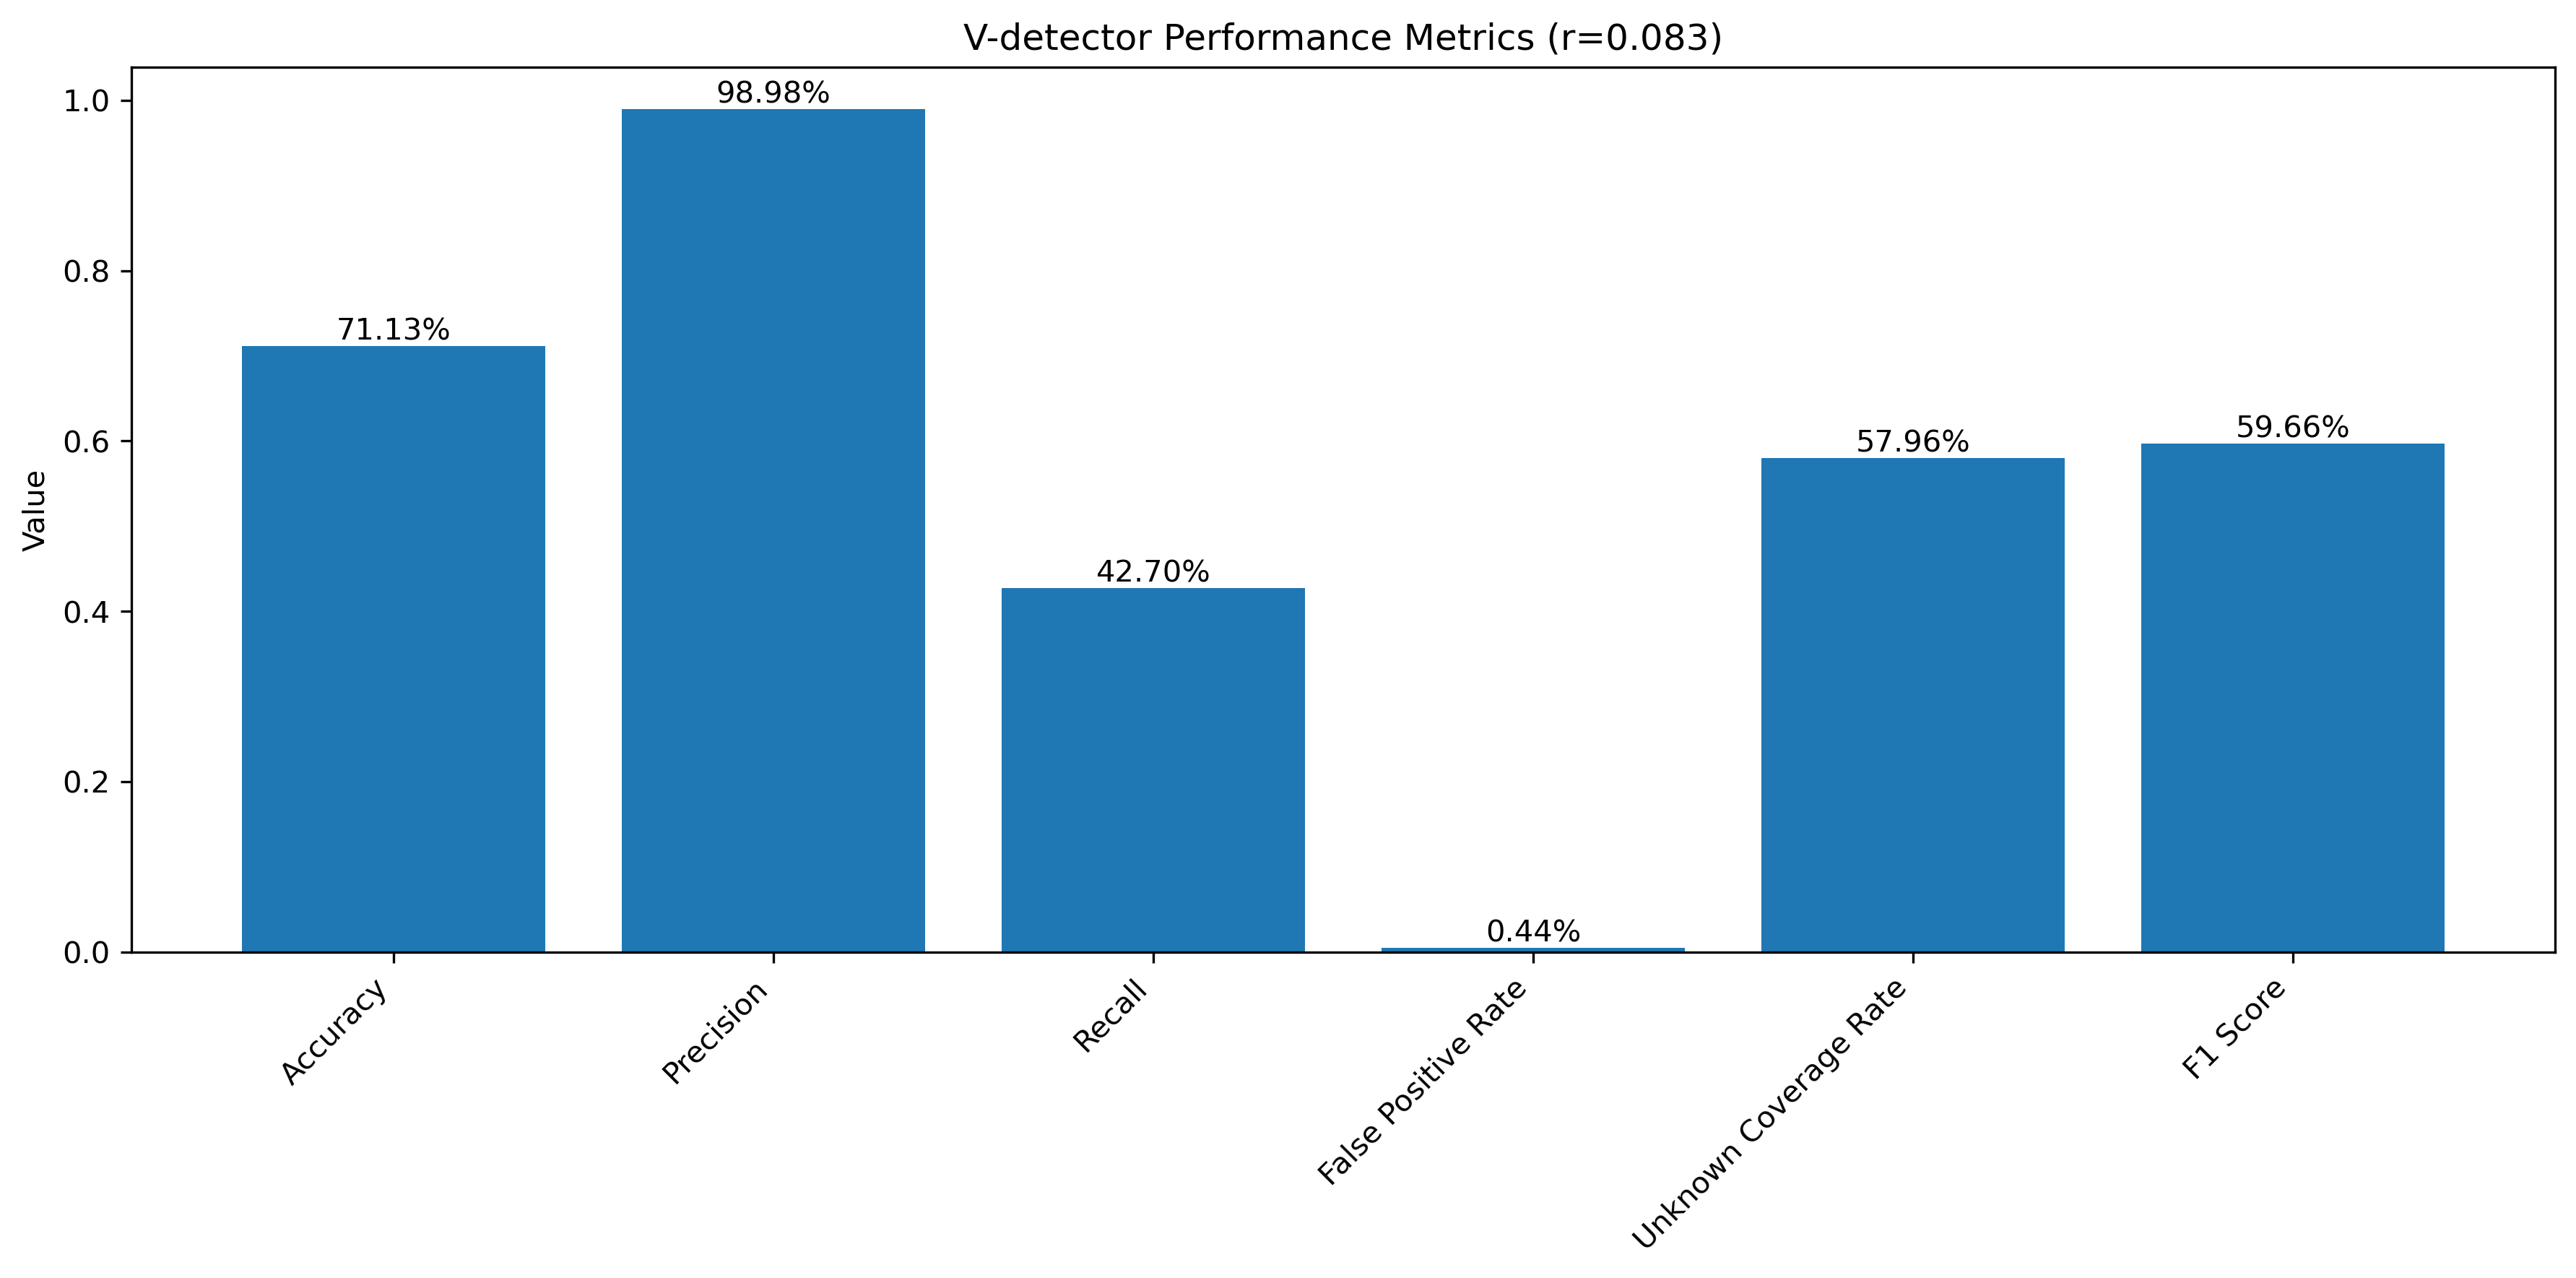 V-detector Performance Metrics (r=0.083)
Value
1.0
0.8
0.6
0.4
0.2
0.0
71.13%
98.98%
42.70%
0.44%
57.96%
59.66%
Accuracy
Precision
Recall
False Positive Rate
Unknown Coverage Rate
F1 Score